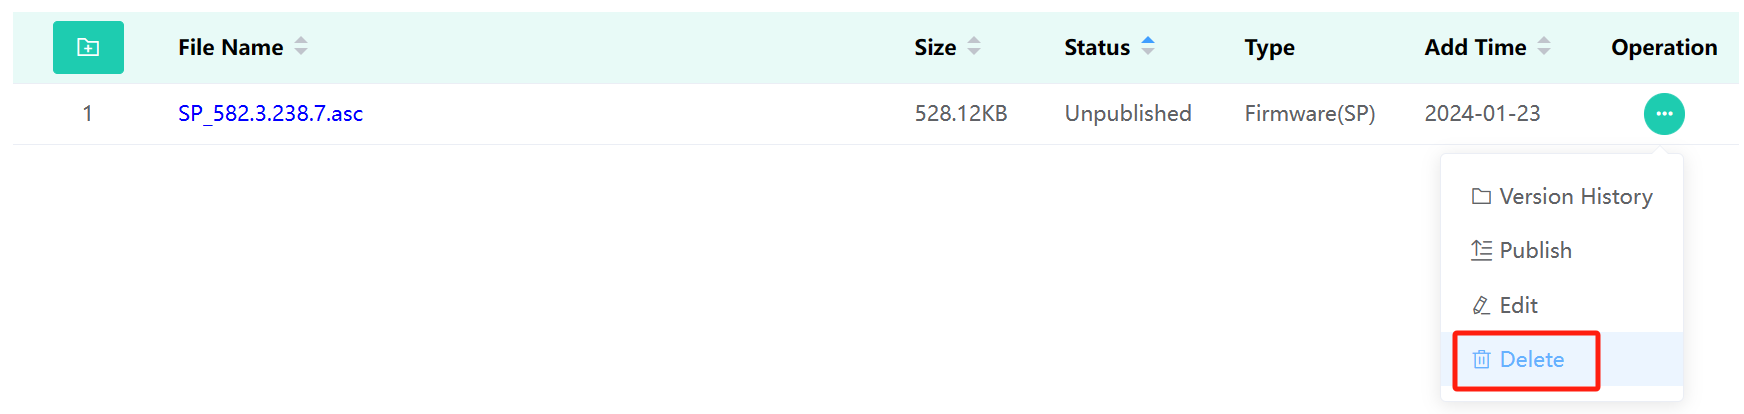 File Name Size Status Type Add Time Operation
1 SP_582.3.238.7.asc 528.12KB Unpublished Firmware(SP) 2024-01-23
Version History
Publish
Edit
Delete